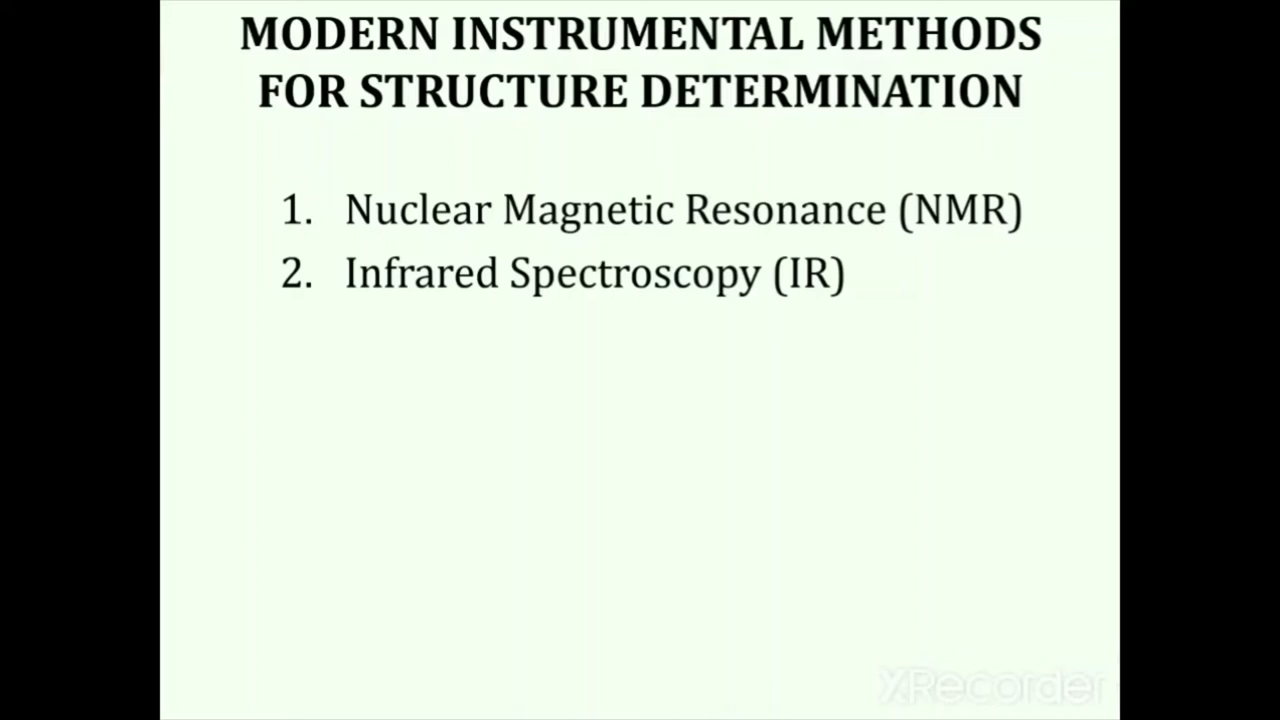 MODERN INSTRUMENTAL METHODS
FOR STRUCTURE DETERMINATION
1. Nuclear Magnetic Resonance (NMR)
2. Infrared Spectroscopy (IR)
XRecorder